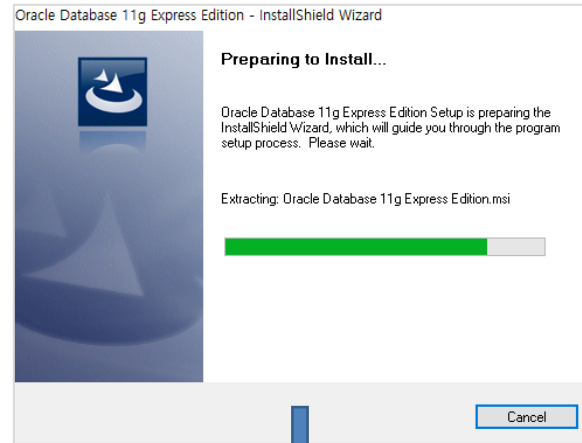 Oracle Database 11g Express Edition - InstallShield Wizard
Preparing to Install...
Oracle Database 11g Express Edition Setup is preparing the
InstallShield Wizard, which will guide you through the program
setup process. Please wait.
Extracting: Oracle Database 11g Express Edition.msi
Cancel